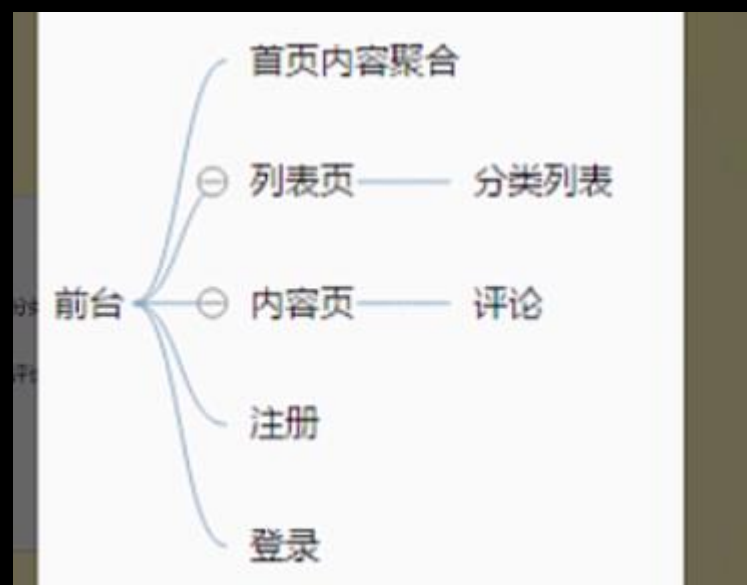 首页内容聚合
列表页 分类列表
前台 内容页 评论
注册
登录